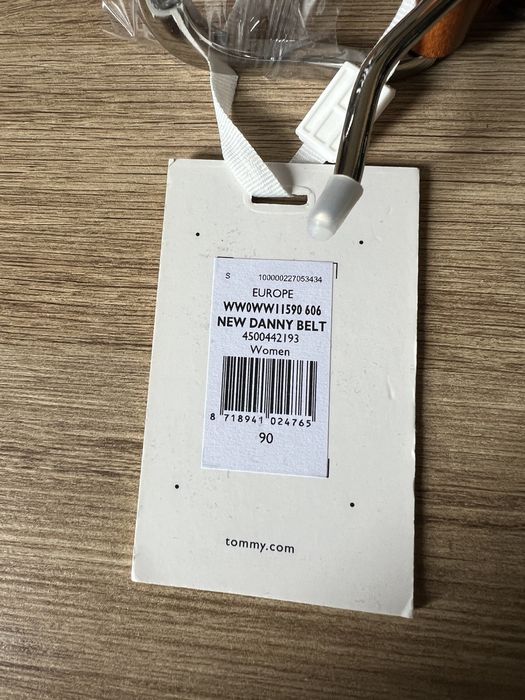 S 100000227053434
EUROPE
WW0WW11590 606
NEW DANNY BELT
4500442193
Women
8 718941 024765
90
tommy.com